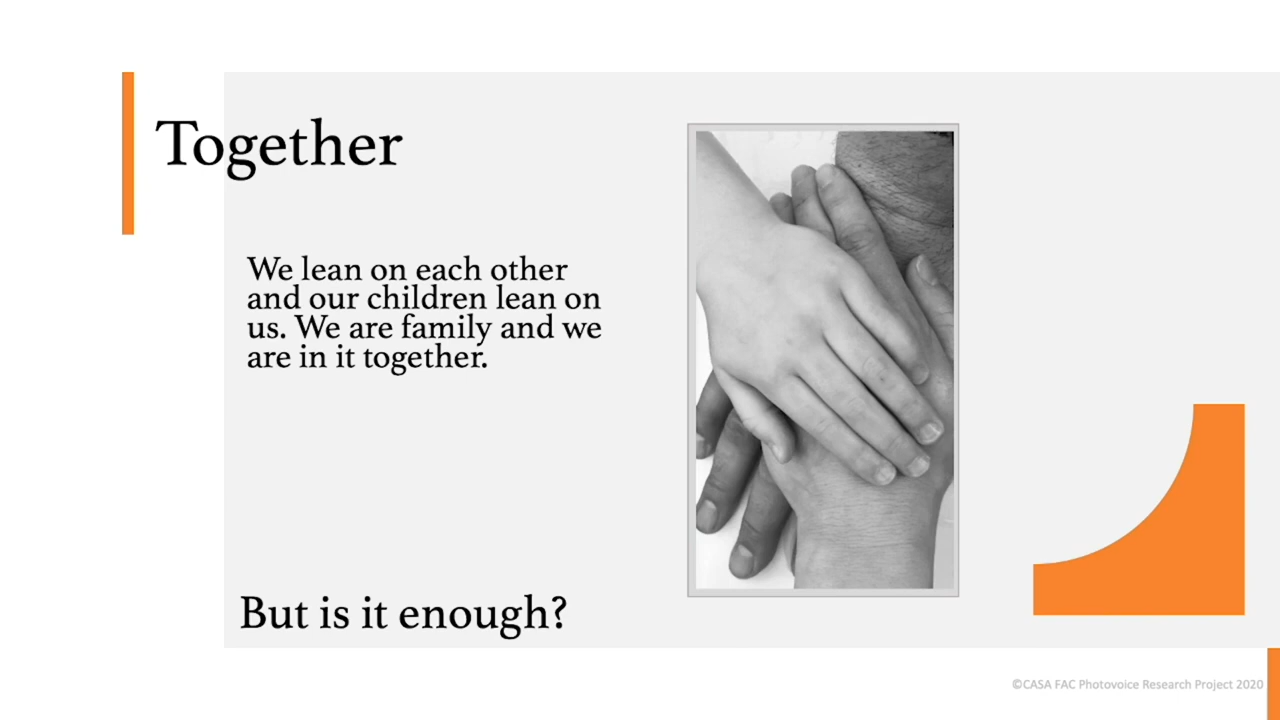 Together
We lean on each other
and our children lean on
us. We are family and we
are in it together.
But is it enough?
©CASA FAC Photovoice Research Project 2020